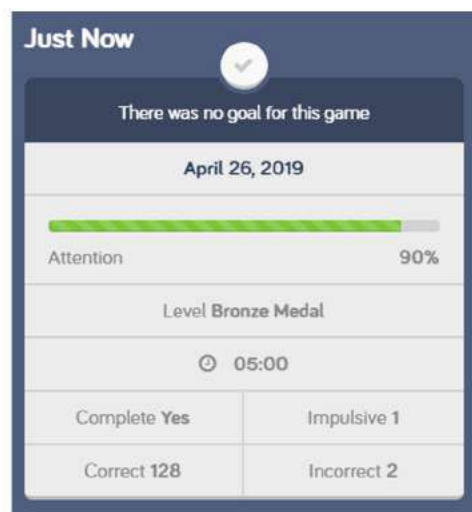 Just Now
There was no goal for this game
April 26, 2019
Attention 90%
Level Bronze Medal
05:00
Complete Yes Impulsive 1
Correct 128 Incorrect 2